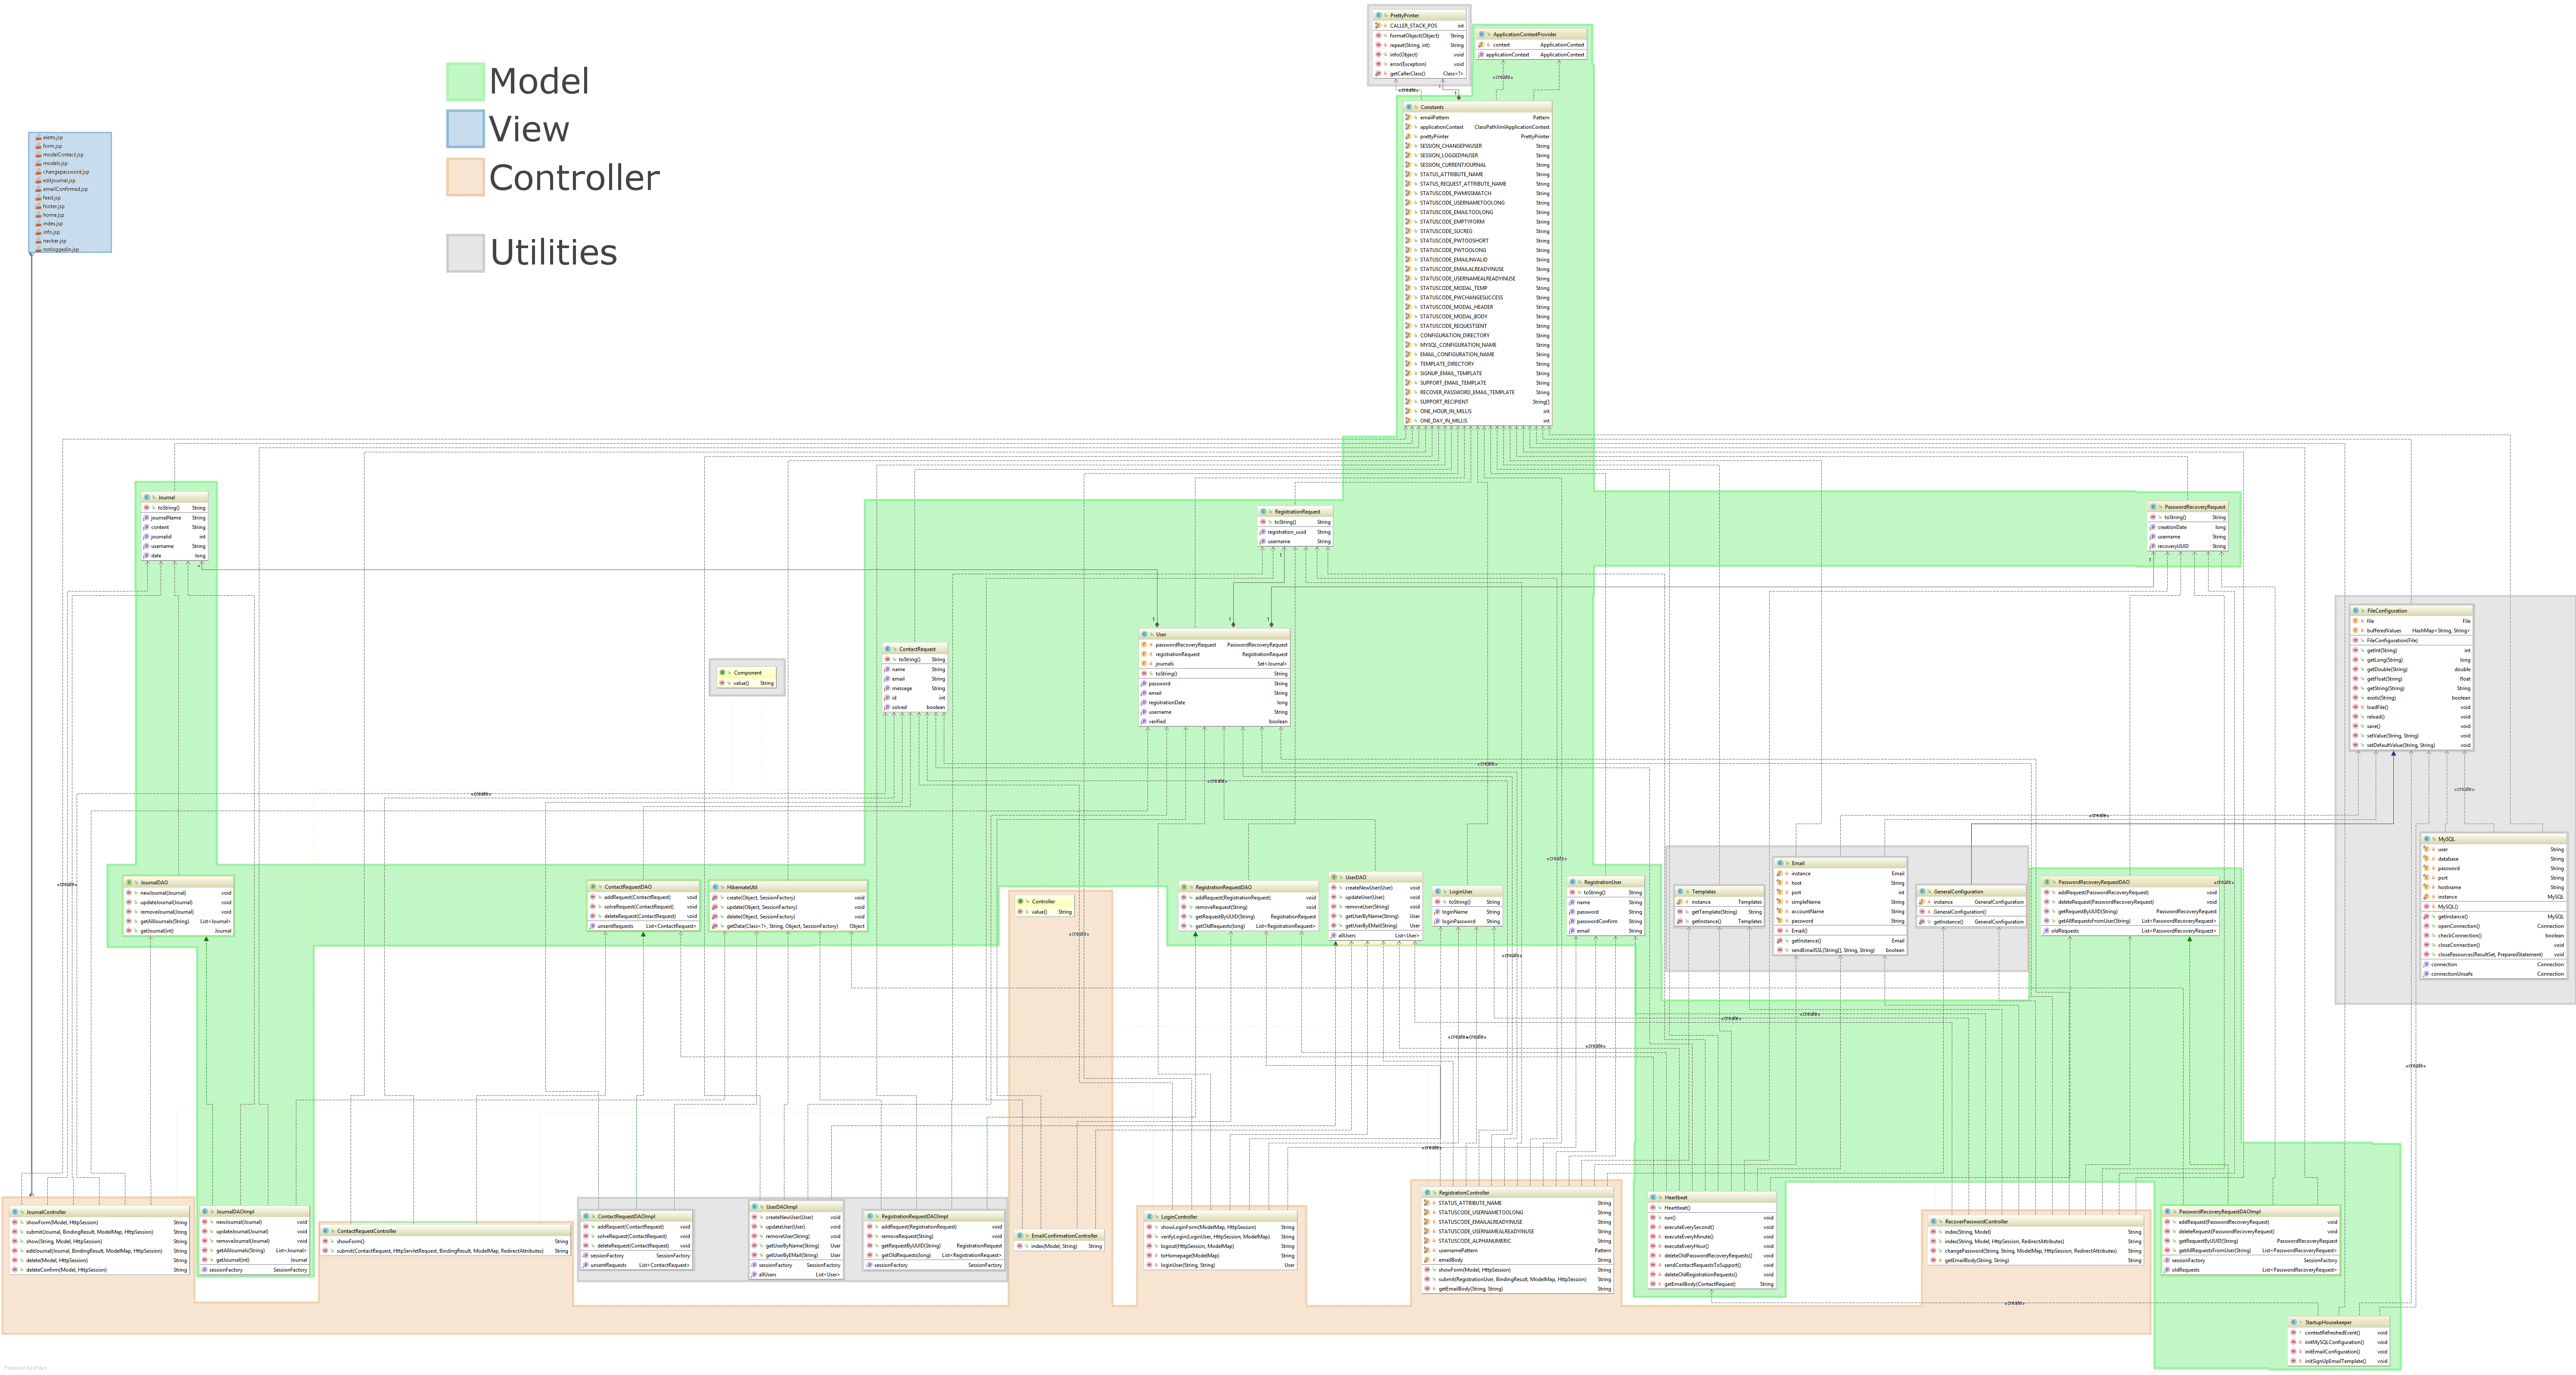 Model
View
Controller
Utilities
alerts.jsp
form.jsp
modalContact.jsp
modals.jsp
changepassword.jsp
editjournal.jsp
emailConfirmed.jsp
feed.jsp
footer.jsp
home.jsp
index.jsp
info.jsp
navbar.jsp
notloggedin.jsp
PrettyPrinter
CALLER_STACK_POS int
formatObject(Object) String
repeat(String, int) String
info(Object) void
error(Exception) void
getCallerClass() Class<?>
ApplicationContextProvider
context ApplicationContext
applicationContext ApplicationContext
«create»
«create»
1
1
Constants
emailPattern Pattern
applicationContext ClassPathXmlApplicationContext
prettyPrinter PrettyPrinter
SESSION_CHANGEPWUSER String
SESSION_LOGGEDINUSER String
SESSION_CURRENTJOURNAL String
STATUS_ATTRIBUTE_NAME String
STATUS_REQUEST_ATTRIBUTE_NAME String
STATUSCODE_PWMISSMATCH String
STATUSCODE_USERNAMETOOLONG String
STATUSCODE_EMAILTOOLONG String
STATUSCODE_EMPTYFORM String
STATUSCODE_SUCREG String
STATUSCODE_PWTOOSHORT String
STATUSCODE_PWTOOLONG String
STATUSCODE_EMAILINVALID String
STATUSCODE_EMAILALREADYINUSE String
STATUSCODE_USERNAMEALREADYINUSE String
STATUSCODE_MODAL_TEMP String
STATUSCODE_PWCHANGESUCCESS String
STATUSCODE_MODAL_HEADER String
STATUSCODE_MODAL_BODY String
STATUSCODE_REQUESTSENT String
CONFIGURATION_DIRECTORY String
MYSQL_CONFIGURATION_NAME String
EMAIL_CONFIGURATION_NAME String
TEMPLATE_DIRECTORY String
SIGNUP_EMAIL_TEMPLATE String
SUPPORT_EMAIL_TEMPLATE String
RECOVER_PASSWORD_EMAIL_TEMPLATE String
SUPPORT_RECIPIENT String[]
ONE_HOUR_IN_MILLIS int
ONE_DAY_IN_MILLIS int
Journal
toString() String
journalName String
content String
journalid int
username String
date long
RegistrationRequest
toString() String
registration_uuid String
username String
PasswordRecoveryRequest
toString() String
creationDate long
username String
recoveryUUID String
*
1
1
1
1
1
User
passwordRecoveryRequest PasswordRecoveryRequest
registrationRequest RegistrationRequest
journals Set<Journal>
toString() String
password String
email String
registrationDate long
username String
verified boolean
ContactRequest
toString() String
name String
email String
message String
id int
solved boolean
Component
value() String
FileConfiguration
file File
bufferedValues HashMap<String, String>
FileConfiguration(File)
getInt(String) int
getLong(String) long
getDouble(String) double
getFloat(String) float
getString(String) String
exists(String) boolean
loadFile() void
reload() void
save() void
setValue(String, String) void
setDefaultValue(String, String) void
«create»
«create»
«create»
«create»
«create»
MySQL
user String
database String
password String
port String
hostname String
instance MySQL
MySQL()
getInstance() MySQL
openConnection() Connection
checkConnection() boolean
closeConnection() void
closeResources(ResultSet, PreparedStatement) void
connection Connection
connectionUnsafe Connection
«create»
«create»
«create»
JournalDAO
newJournal(Journal) void
updateJournal(Journal) void
removeJournal(Journal) void
getAllJournals(String) List<Journal>
getJournal(int) Journal
ContactRequestDAO
addRequest(ContactRequest) void
solveRequest(ContactRequest) void
deleteRequest(ContactRequest) void
unsentRequests List<ContactRequest>
HibernateUtil
create(Object, SessionFactory) void
update(Object, SessionFactory) void
delete(Object, SessionFactory) void
getData(Class<?>, String, Object, SessionFactory) Object
Controller
value() String
«create»
RegistrationRequestDAO
addRequest(RegistrationRequest) void
removeRequest(String) void
getRequestByUUID(String) RegistrationRequest
getOldRequests(long) List<RegistrationRequest>
UserDAO
createNewUser(User) void
updateUser(User) void
removeUser(String) void
getUserByName(String) User
getUserByEMail(String) User
allUsers List<User>
LoginUser
toString() String
loginName String
loginPassword String
RegistrationUser
toString() String
name String
password String
passwordConfirm String
email String
Templates
instance Templates
getTemplate(String) String
getInstance() Templates
Email
instance Email
host String
port int
simpleName String
accountName String
password String
Email()
getInstance() Email
sendEmailSSL(String[], String, String) boolean
GeneralConfiguration
instance GeneralConfiguration
GeneralConfiguration()
getInstance() GeneralConfiguration
PasswordRecoveryRequestDAO
addRequest(PasswordRecoveryRequest) void
deleteRequest(PasswordRecoveryRequest) void
getRequestByUUID(String) PasswordRecoveryRequest
getAllRequestsFromUser(String) List<PasswordRecoveryRequest>
oldRequests List<PasswordRecoveryRequest>
«create»
«create»
«create»
«create»
«create»
«create»
«create»
«create»
JournalController
showForm(Model, HttpSession) String
submit(Journal, BindingResult, ModelMap, HttpSession) String
show(String, Model, HttpSession) String
editJournal(Journal, BindingResult, ModelMap, HttpSession) String
delete(Model, HttpSession) String
deleteConfirm(Model, HttpSession) String
JournalDAOImpl
newJournal(Journal) void
updateJournal(Journal) void
removeJournal(Journal) void
getAllJournals(String) List<Journal>
getJournal(int) Journal
sessionFactory SessionFactory
ContactRequestController
showForm() String
submit(ContactRequest, HttpServletRequest, BindingResult, ModelMap, RedirectAttributes) String
ContactRequestDAOImpl
addRequest(ContactRequest) void
solveRequest(ContactRequest) void
deleteRequest(ContactRequest) void
sessionFactory SessionFactory
unsentRequests List<ContactRequest>
UserDAOImpl
createNewUser(User) void
updateUser(User) void
removeUser(String) void
getUserByName(String) User
getUserByEMail(String) User
sessionFactory SessionFactory
allUsers List<User>
RegistrationRequestDAOImpl
addRequest(RegistrationRequest) void
removeRequest(String) void
getRequestByUUID(String) RegistrationRequest
getOldRequests(long) List<RegistrationRequest>
sessionFactory SessionFactory
EmailConfirmationController
index(Model, String) String
LoginController
showLoginForm(ModelMap, HttpSession) String
verifyLogin(LoginUser, HttpSession, ModelMap) String
logout(HttpSession, ModelMap) String
toHomepage(ModelMap) String
loginUser(String, String) User
RegistrationController
STATUS_ATTRIBUTE_NAME String
STATUSCODE_USERNAMETOOLONG String
STATUSCODE_EMAILALREADYINUSE String
STATUSCODE_USERNAMEALREADYINUSE String
STATUSCODE_ALPHANUMERIC String
usernamePattern Pattern
emailBody String
showForm(Model, HttpSession) String
submit(RegistrationUser, BindingResult, ModelMap, HttpSession) String
getEmailBody(String, String) String
Heartbeat
Heartbeat()
run() void
executeEverySecond() void
executeEveryMinute() void
executeEveryHour() void
deleteOldPasswordRecoveryRequests() void
sendContactRequestsToSupport() void
deleteOldRegistrationRequests() void
getEmailBody(ContactRequest) String
RecoverPasswordController
index(String, Model) String
index(String, Model, HttpSession, RedirectAttributes) String
changePassword(String, String, ModelMap, HttpSession, RedirectAttributes) String
getEmailBody(String, String) String
PasswordRecoveryRequestDAOImpl
addRequest(PasswordRecoveryRequest) void
deleteRequest(PasswordRecoveryRequest) void
getRequestByUUID(String) PasswordRecoveryRequest
getAllRequestsFromUser(String) List<PasswordRecoveryRequest>
sessionFactory SessionFactory
oldRequests List<PasswordRecoveryRequest>
«create»
StartupHousekeeper
contextRefreshedEvent() void
initMySQLConfiguration() void
initEmailConfiguration() void
initSignUpEmailTemplate() void
Powered by yFiles